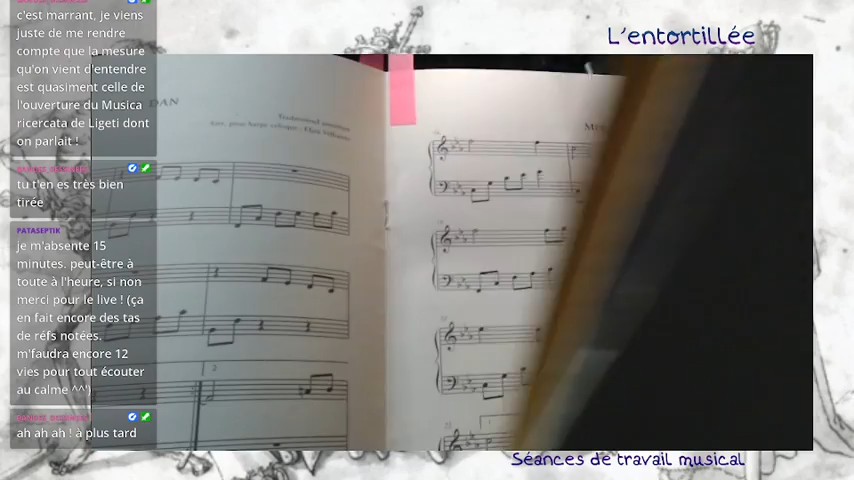 L'entortillée
c'est marrant, je viens
juste de me rendre
compte que la mesure
qu'on vient d'entendre
est quasiment celle de
l'ouverture du Musica
ricercata de Ligeti dont
on parlait !
tu t'en es très bien
tirée
PATASEPTIK
je m'absente 15
minutes. peut-être à
toute à l'heure, si non
merci pour le live ! (ça
en fait encore des tas
de réfs notées.
m'faudra encore 12
vies pour tout écouter
au calme ^^')
ah ah ah ! à plus tard
DAN
2
1
Séances de travail musical